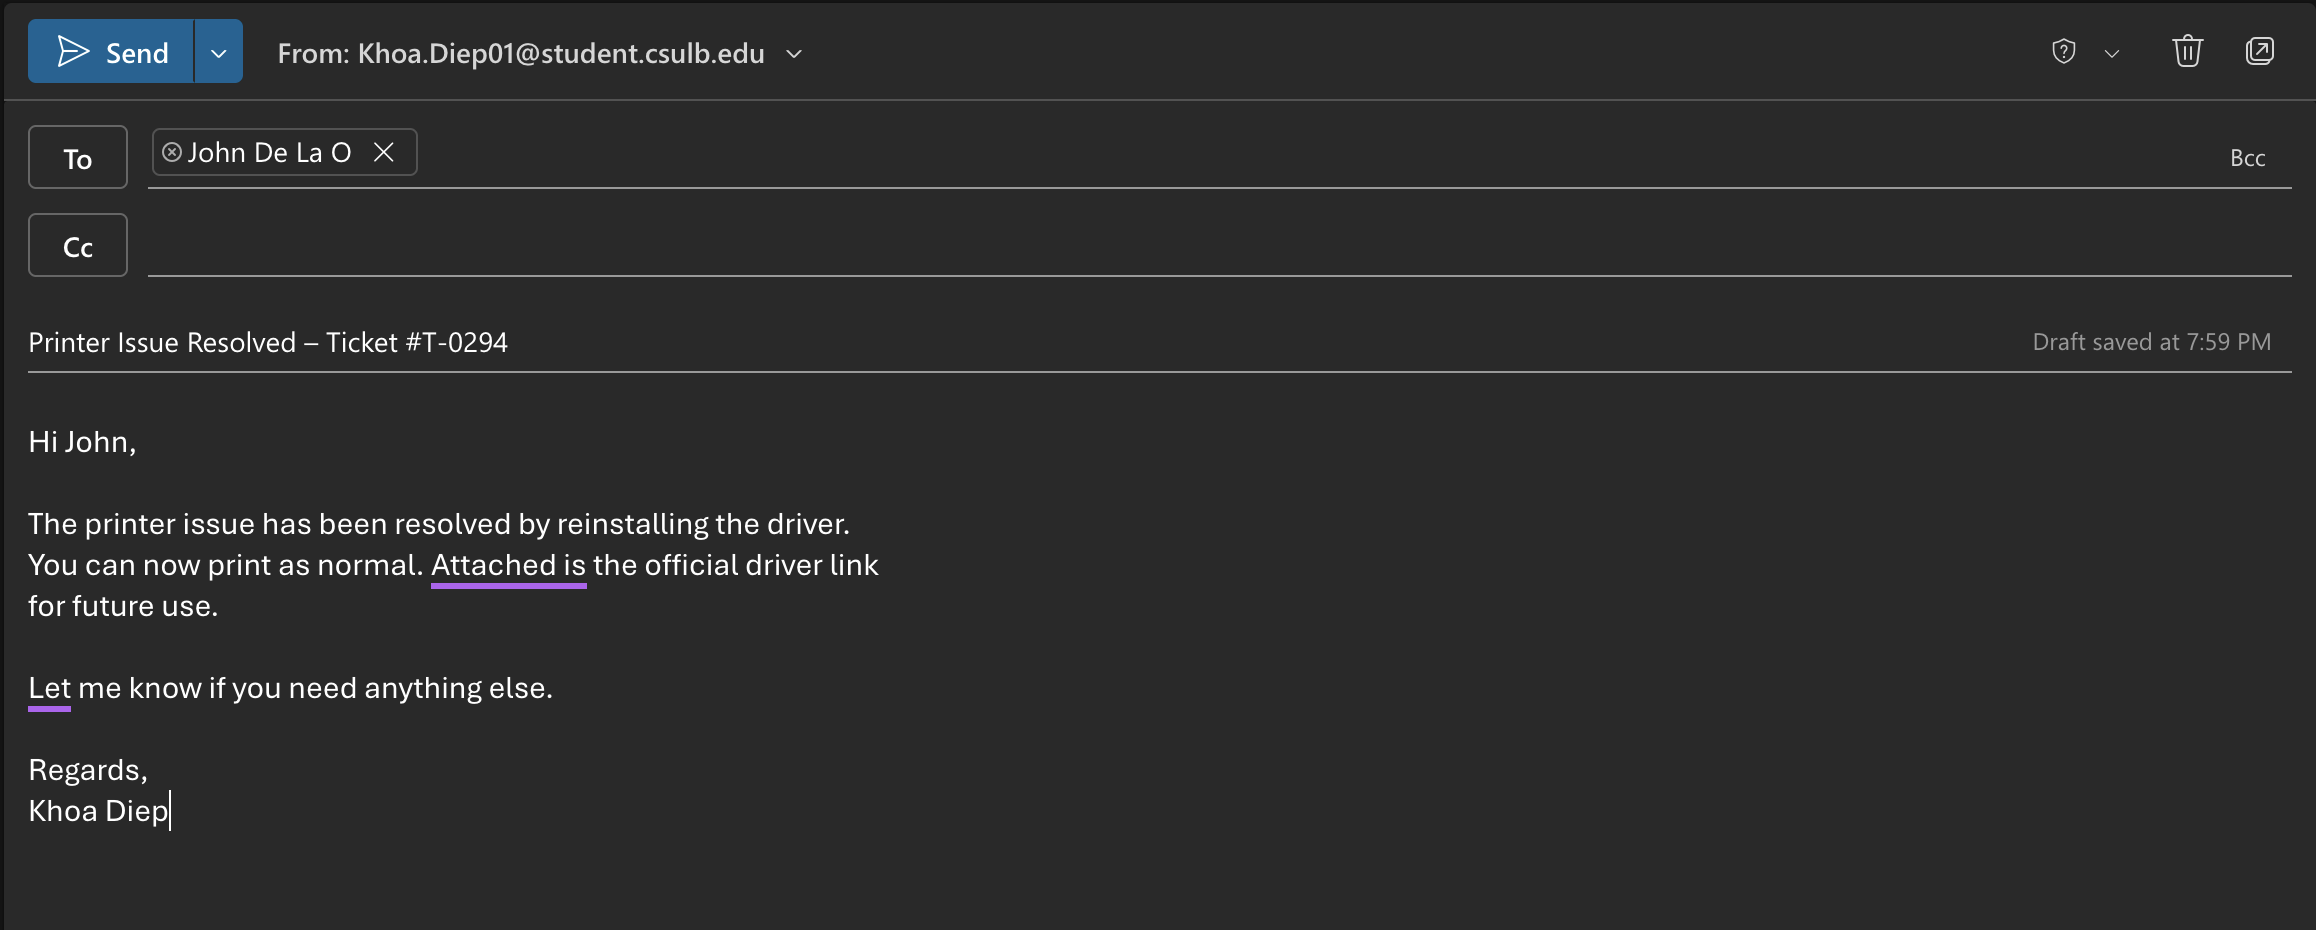 Send
From: Khoa.Diep01@student.csulb.edu
To
John De La O
Bcc
Cc
Printer Issue Resolved – Ticket #T-0294
Draft saved at 7:59 PM
Hi John,
The printer issue has been resolved by reinstalling the driver.
You can now print as normal. Attached is the official driver link
for future use.
Let me know if you need anything else.
Regards,
Khoa Diep